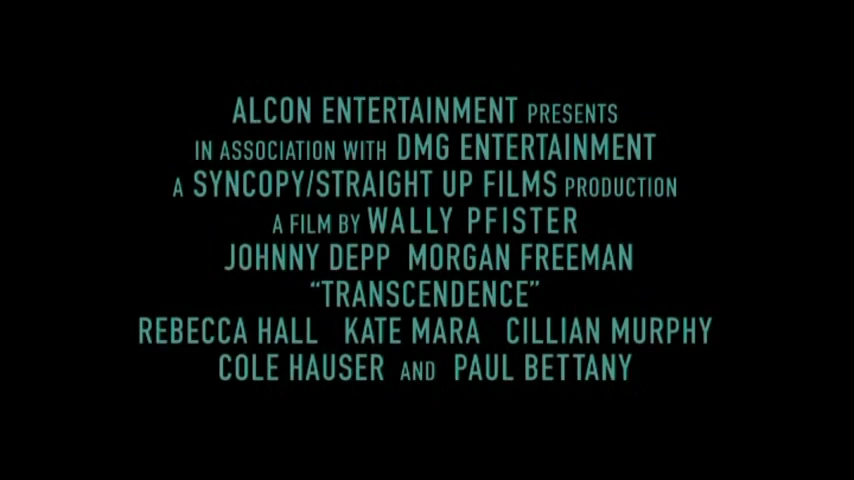 ALCON ENTERTAINMENT PRESENTS
IN ASSOCIATION WITH DMG ENTERTAINMENT
A SYNCOPY/STRAIGHT UP FILMS PRODUCTION
A FILM BY WALLY PFISTER
JOHNNY DEPP MORGAN FREEMAN
“TRANSCENDENCE”
REBECCA HALL KATE MARA CILLIAN MURPHY
COLE HAUSER AND PAUL BETTANY